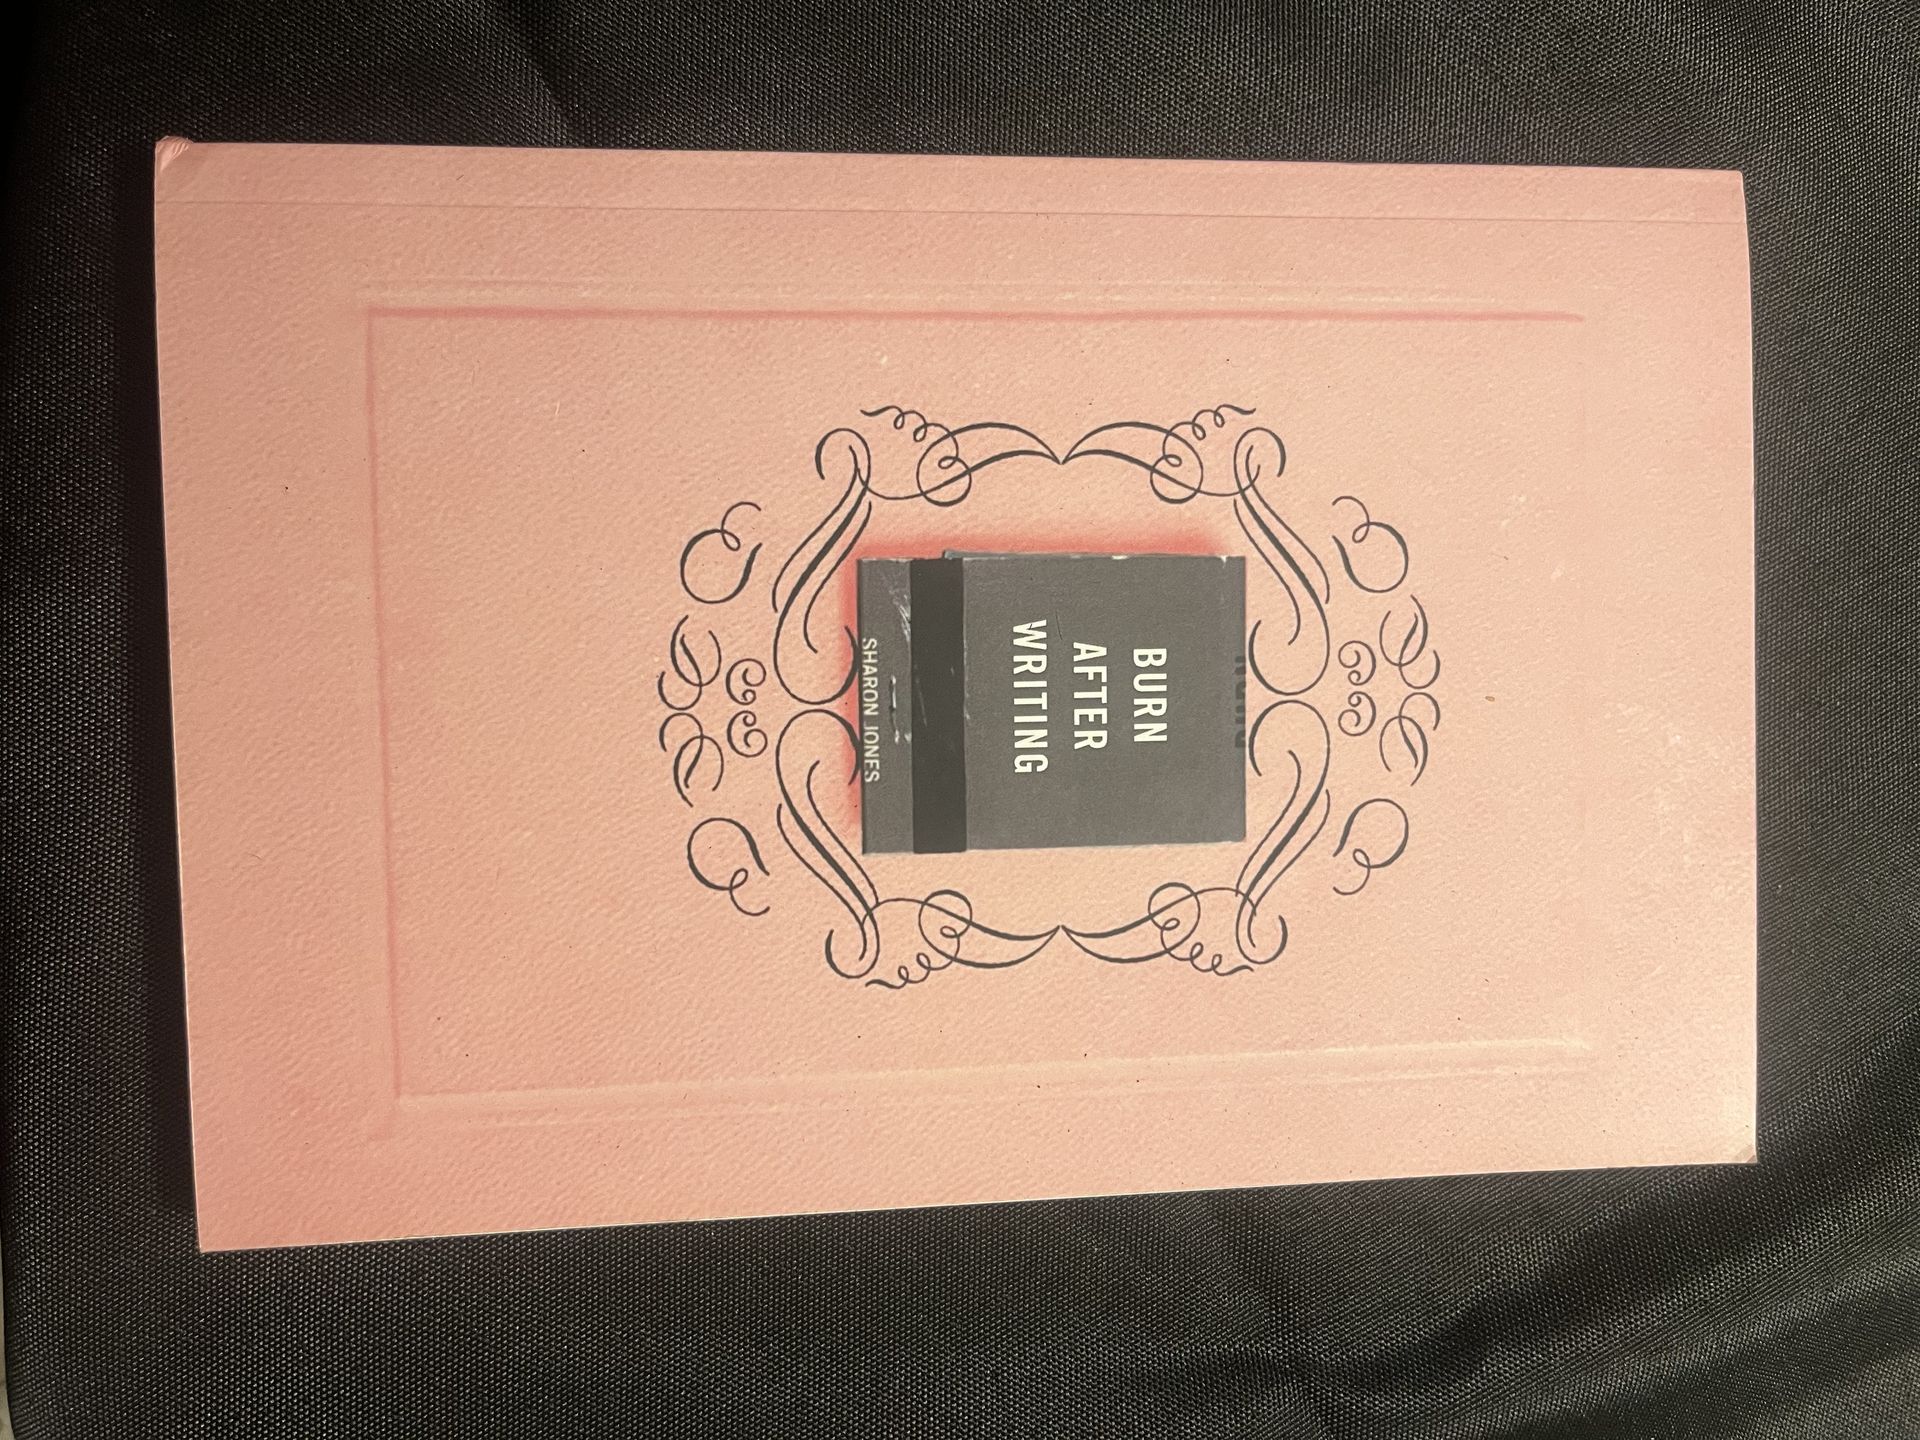 BURN
AFTER
WRITING
SHARON JONES